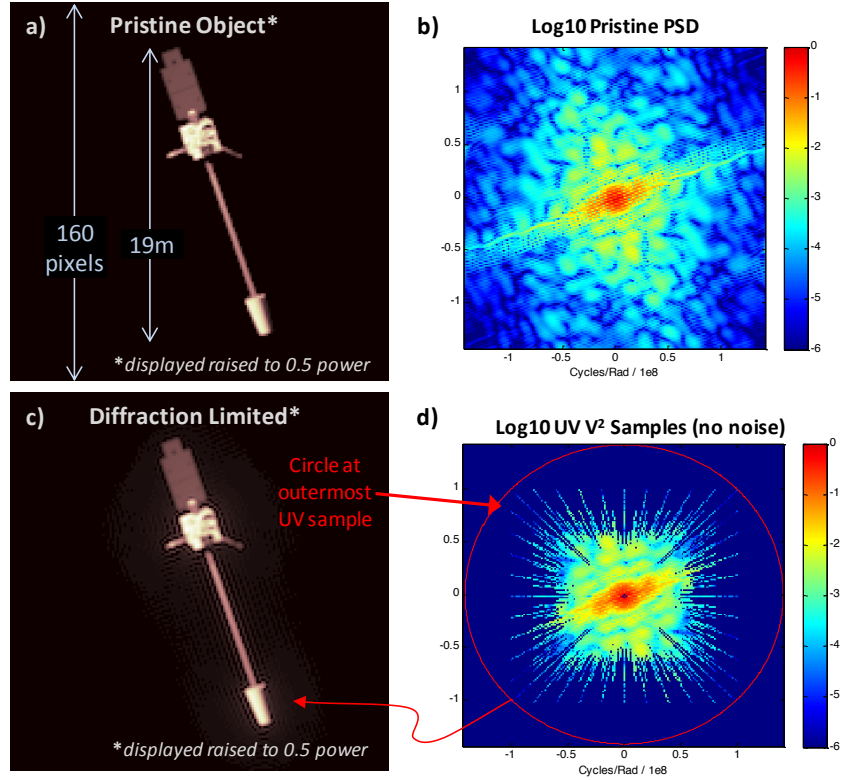 a) Pristine Object*
160
pixels
19m
*displayed raised to 0.5 power
b) Log10 Pristine PSD
1
0.5
0
-0.5
-1
-1 -0.5 0 0.5 1
Cycles/Rad / 1e8
0
-1
-2
-3
-4
-5
-6
c) Diffraction Limited*
Circle at
outermost
UV sample
*displayed raised to 0.5 power
d) Log10 UV V² Samples (no noise)
1
0.5
0
-0.5
-1
-1 -0.5 0 0.5 1
Cycles/Rad / 1e8
0
-1
-2
-3
-4
-5
-6